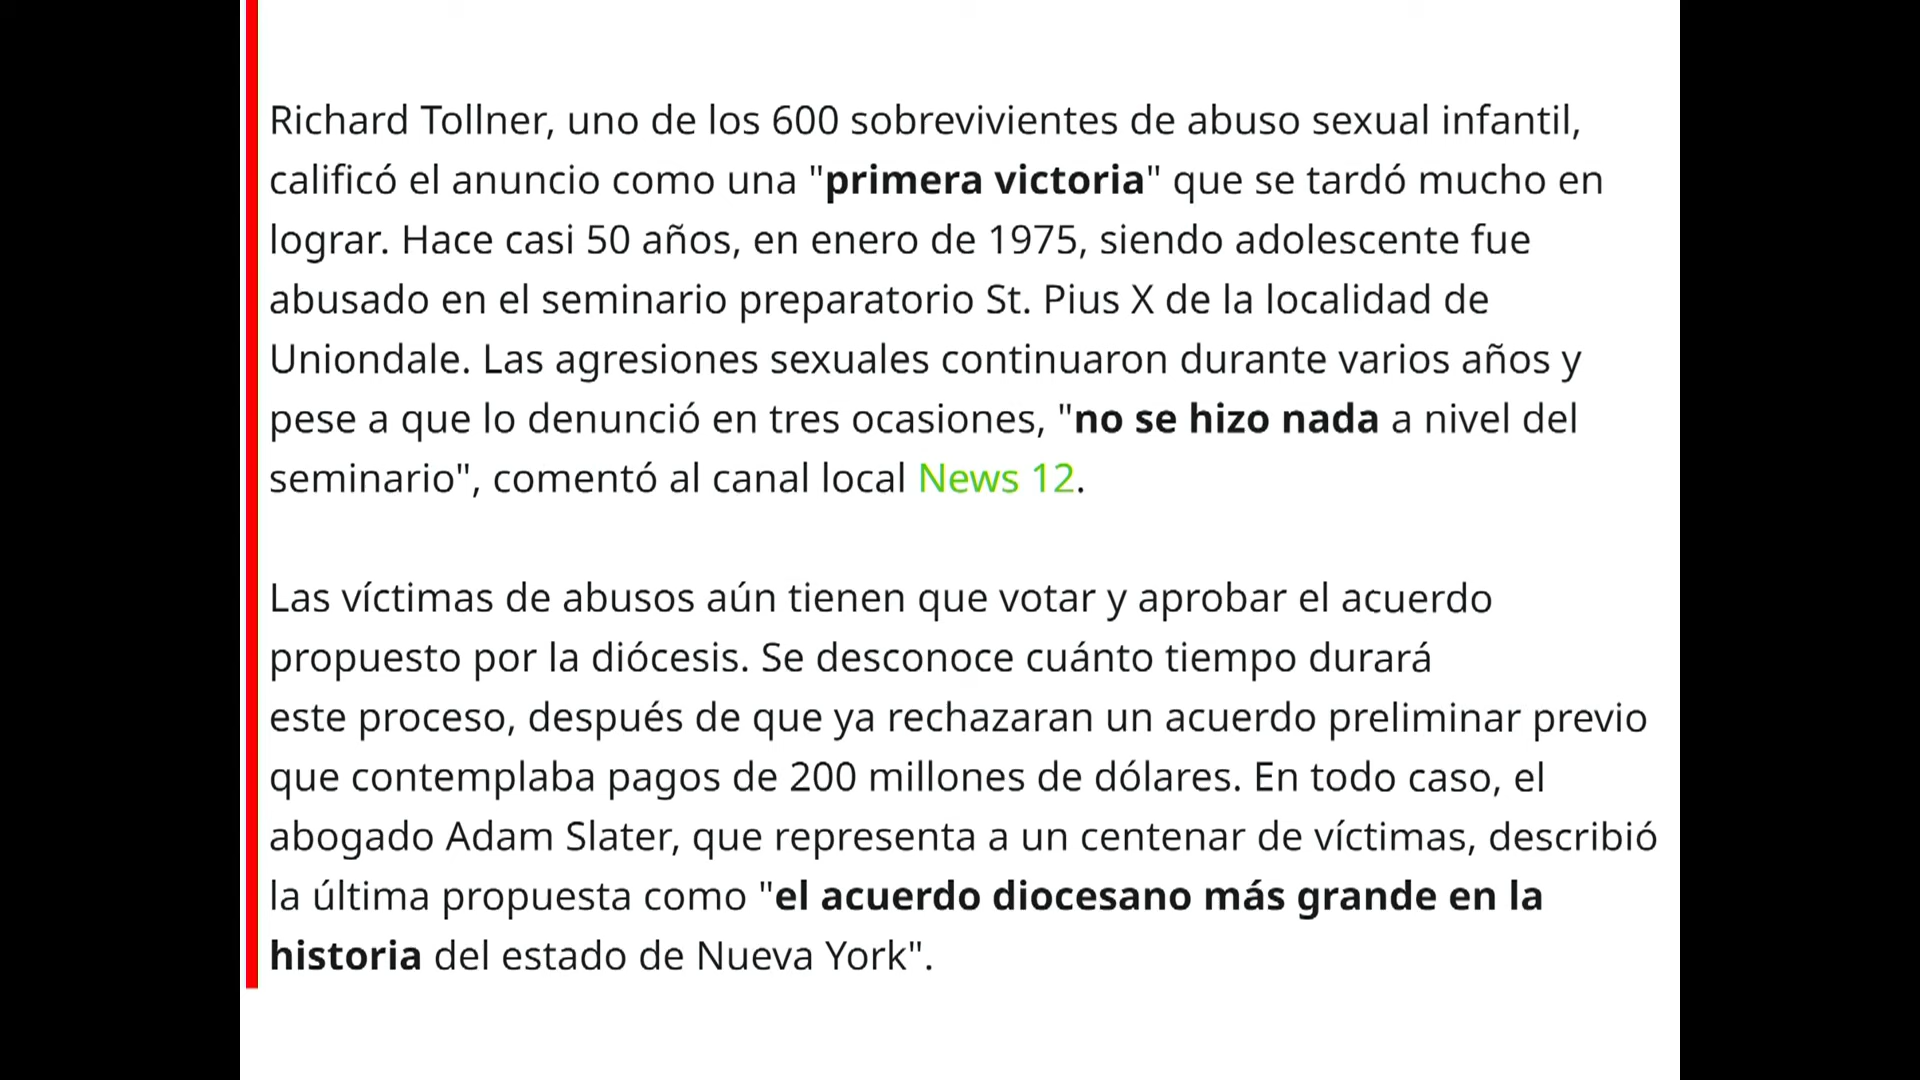 Richard Tollner, uno de los 600 sobrevivientes de abuso sexual infantil,
calificó el anuncio como una "primera victoria" que se tardó mucho en
lograr. Hace casi 50 años, en enero de 1975, siendo adolescente fue
abusado en el seminario preparatorio St. Pius X de la localidad de
Uniondale. Las agresiones sexuales continuaron durante varios años y
pese a que lo denunció en tres ocasiones, "no se hizo nada a nivel del
seminario", comentó al canal local News 12.
Las víctimas de abusos aún tienen que votar y aprobar el acuerdo
propuesto por la diócesis. Se desconoce cuánto tiempo durará
este proceso, después de que ya rechazaran un acuerdo preliminar previo
que contemplaba pagos de 200 millones de dólares. En todo caso, el
abogado Adam Slater, que representa a un centenar de víctimas, describió
la última propuesta como "el acuerdo diocesano más grande en la
historia del estado de Nueva York".